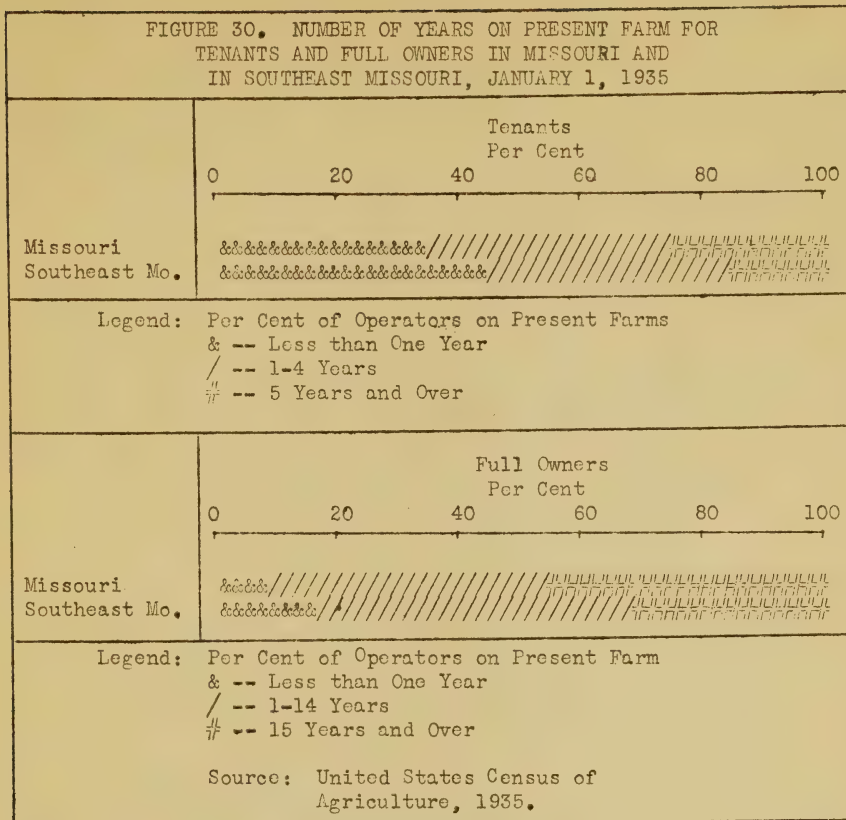 FIGURE 30. NUMBER OF YEARS ON PRESENT FARM FOR
TENANTS AND FULL OWNERS IN MISSOURI AND
IN SOUTHEAST MISSOURI, JANUARY 1, 1935
Tenants
Per Cent
0 20 40 60 80 100
Missouri
Southeast Mo.
Legend: Per Cent of Operators on Present Farms
& -- Less than One Year
/ -- 1-4 Years
# -- 5 Years and Over
Full Owners
Per Cent
0 20 40 60 80 100
Missouri
Southeast Mo.
Legend: Per Cent of Operators on Present Farm
& -- Less than One Year
/ -- 1-14 Years
# -- 15 Years and Over
Source: United States Census of
Agriculture, 1935.